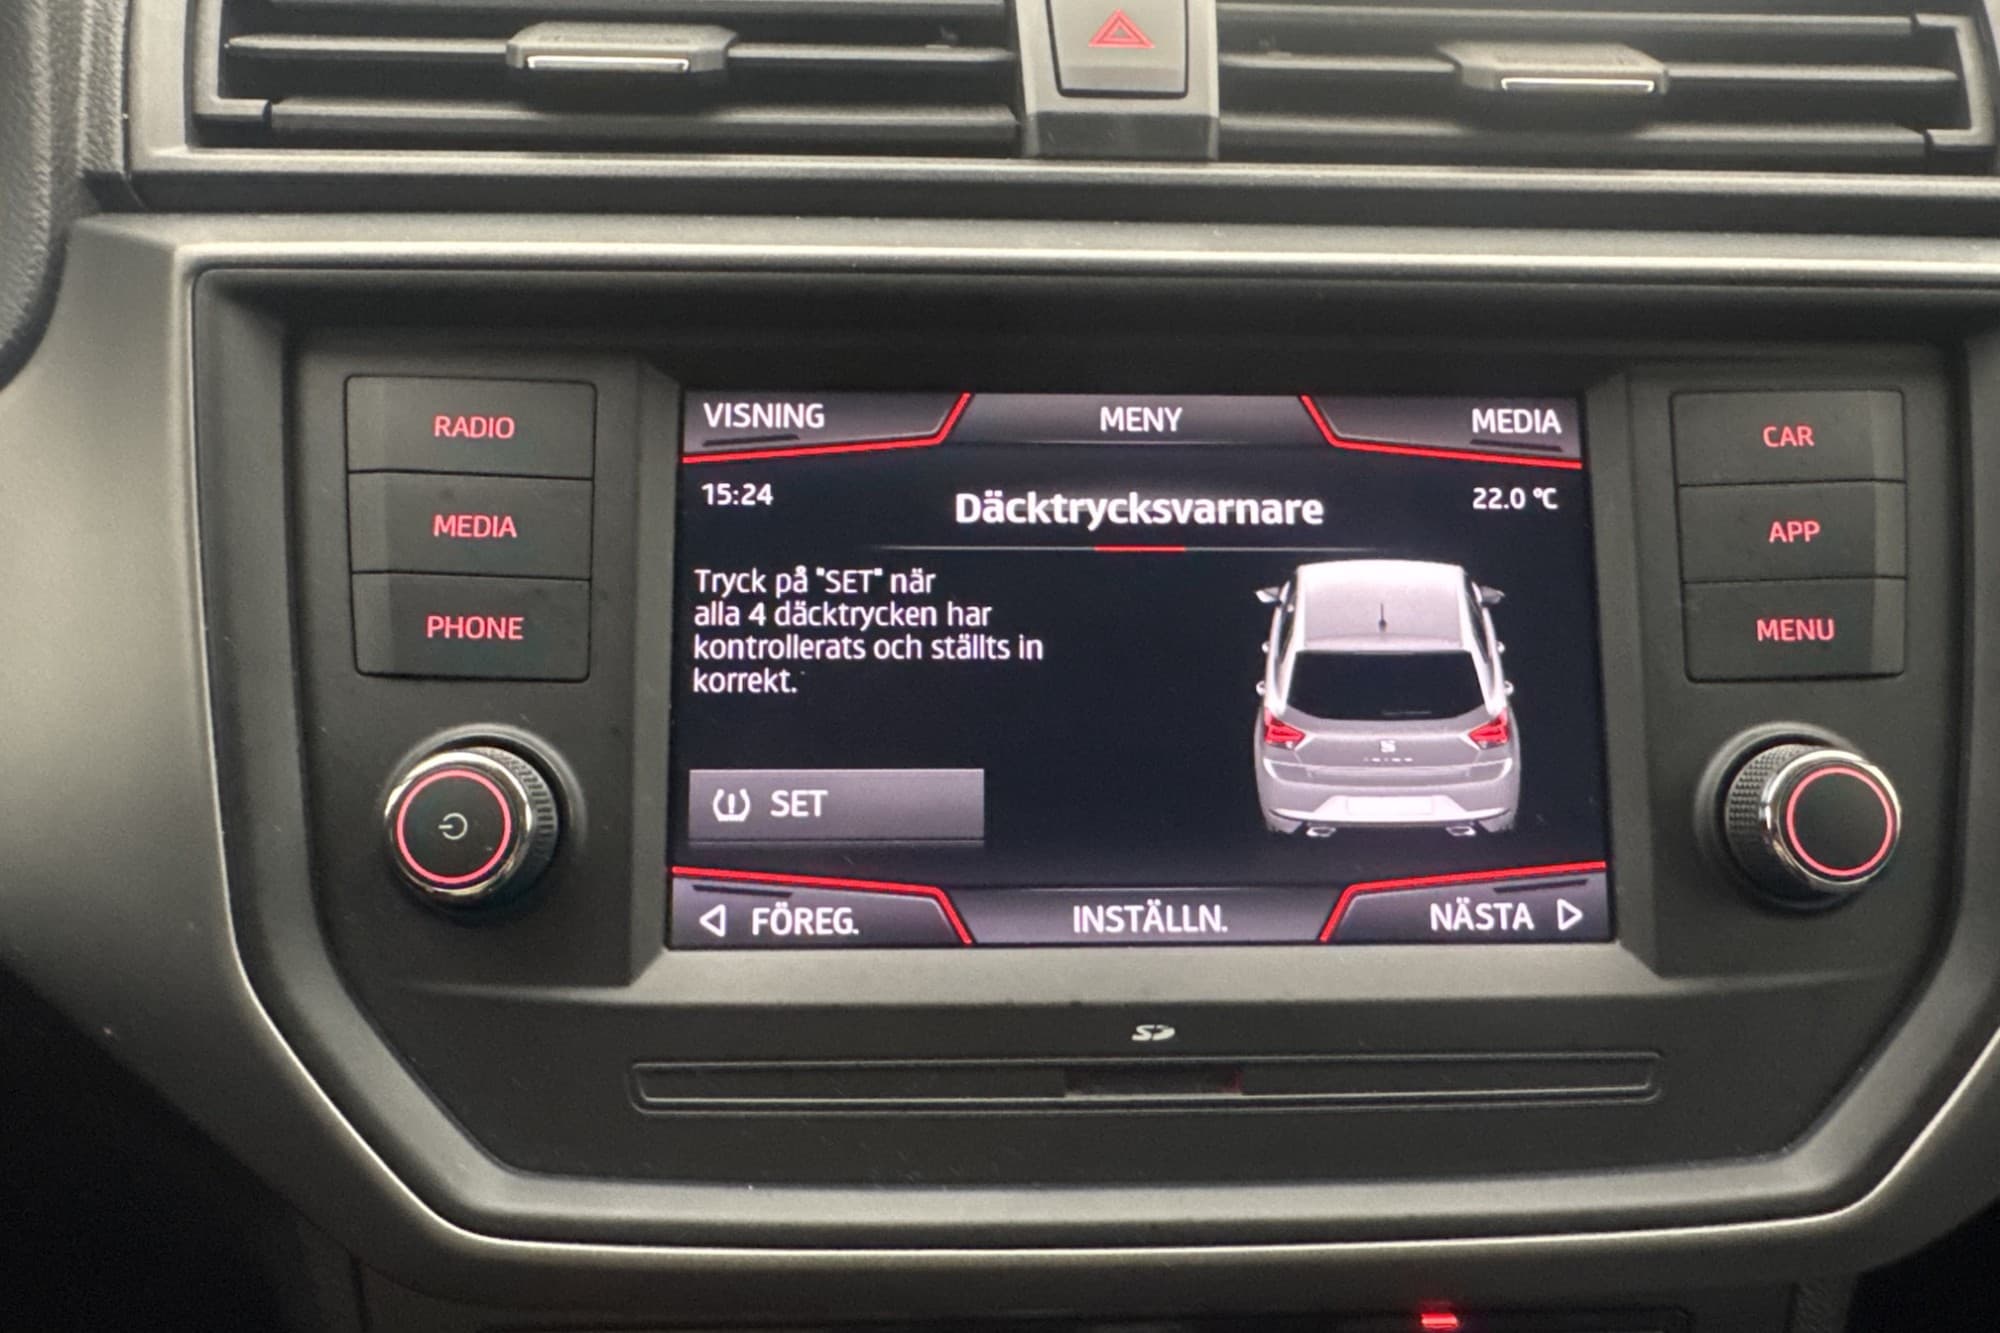 RADIO
MEDIA
PHONE
VISNING
MENY
MEDIA
15:24
Däcktrycksvarnare
22.0 °C
Tryck på "SET" när
alla 4 däcktrycken har
kontrollerats och ställts in
korrekt.
SET
FÖREG.
INSTÄLLN.
NÄSTA
CAR
APP
MENU
SD